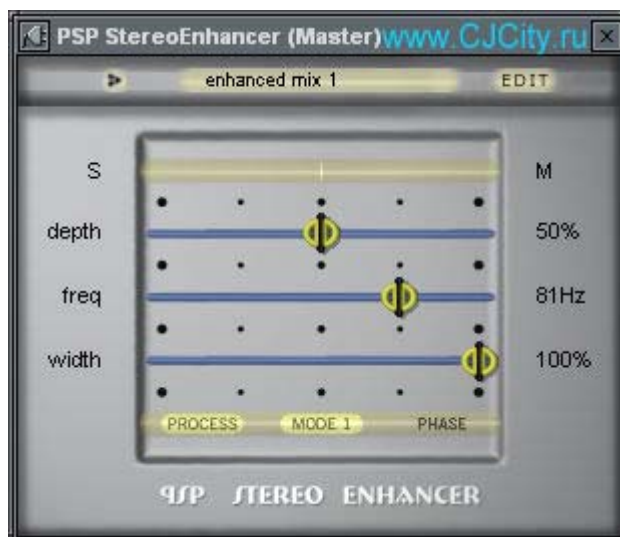 PSP StereoEnhancer (Master) www.CJCity.ru
enhanced mix 1 EDIT
S M
depth 50%
freq 81Hz
width 100%
PROCESS MODE 1 PHASE
PSP STEREO ENHANCER